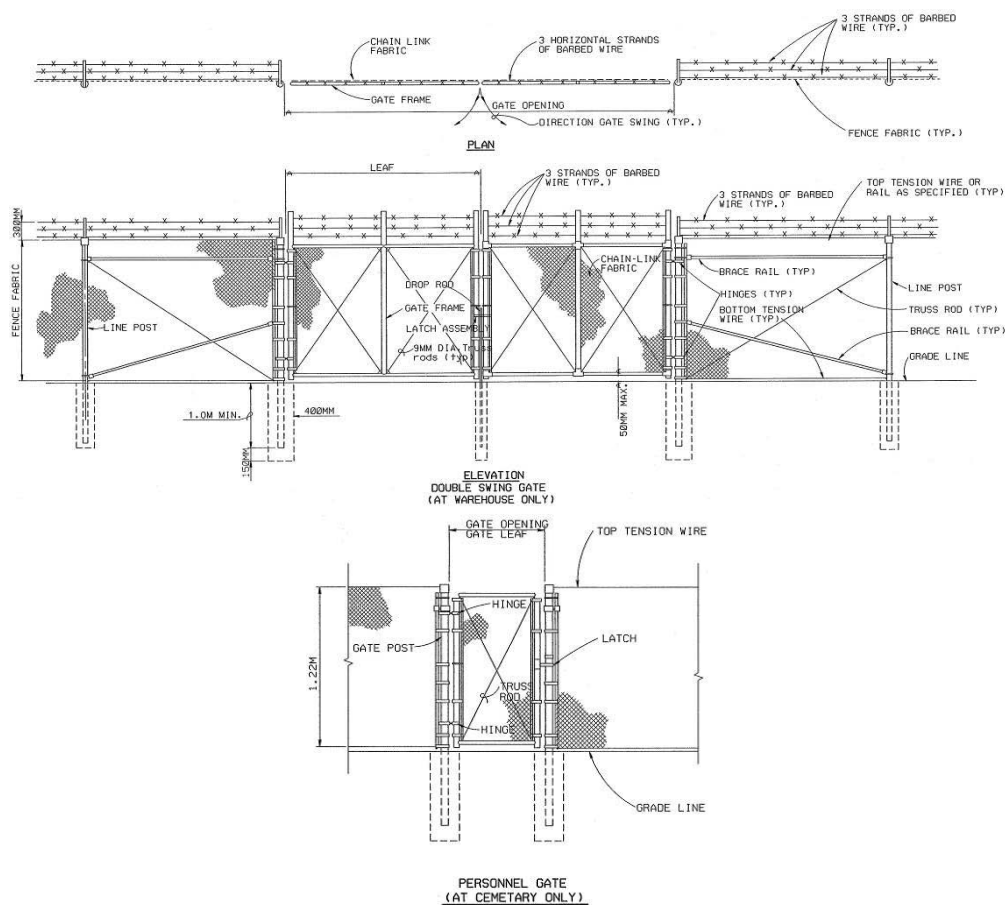 3 STRANDS OF BARBED
WIRE (TYP.)
CHAIN LINK
FABRIC
3 HORIZONTAL STRANDS
OF BARBED WIRE
GATE FRAME
GATE OPENING
DIRECTION GATE SWING (TYP.)
FENCE FABRIC (TYP.)
PLAN
LEAF
3 STRANDS OF BARBED
WIRE (TYP.)
TOP TENSION WIRE OR
RAIL AS SPECIFIED (TYP)
3 STRANDS OF BARBED
WIRE (TYP.)
300MM
FENCE FABRIC
CHAIN-LINK
FABRIC
BRACE RAIL (TYP)
DROP ROD
LINE POST
HINGES (TYP)
GATE FRAME
BOTTOM TENSION
WIRE (TYP)
TRUSS ROD (TYP)
LINE POST
LATCH ASSEMBLY
BRACE RAIL (TYP)
9MM DIA.Truss
rods (typ)
GRADE LINE
1.0M MIN.
400MM
50MM MAX.
150MM
ELEVATION
DOUBLE SWING GATE
(AT WAREHOUSE ONLY)
GATE OPENING
GATE LEAF
TOP TENSION WIRE
HINGE
GATE POST
LATCH
1.22M
TRUSS
ROD
HINGE
GRADE LINE
PERSONNEL GATE
(AT CEMETARY ONLY)